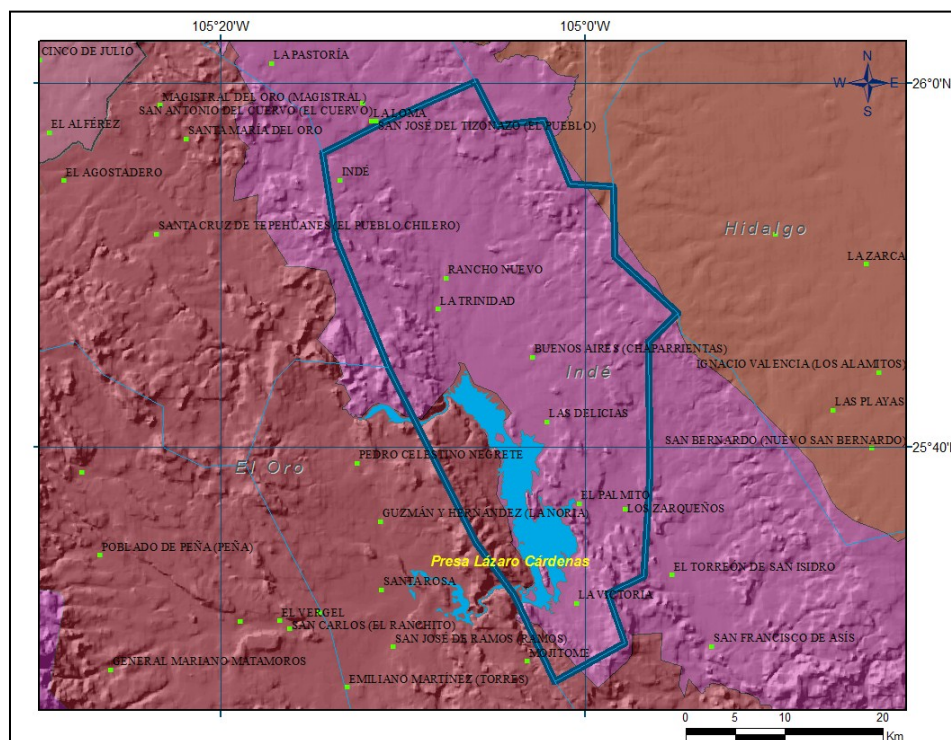 105°20'W
105°0'W
CINCO DE JULIO
LA PASTORÍA
N
26°0'N
W
E
S
MAGISTRAL DEL ORO (MAGISTRAL)
SAN ANTONIO DEL CUERVO (EL CUERVO)
LA LOMA
SAN JOSÉ DEL TIZONAZO (EL PUEBLO)
EL ALFÉREZ
SANTA MARÍA DEL ORO
EL AGOSTADERO
INDÉ
SANTA CRUZ DE TEPEHUANES (EL PUEBLO CHILERO)
Hidalgo
LA ZARCA
RANCHO NUEVO
LA TRINIDAD
BUENOS AIRES (CHAPARRIENTAS)
IGNACIO VALENCIA (LOS ALAMITOS)
Indé
LAS PLAYAS
LAS DELICIAS
SAN BERNARDO (NUEVO SAN BERNARDO)
25°40'N
PEDRO CELESTINO NEGRETE
El Oro
EL PALMITO
LOS ZARQUEÑOS
GUZMÁN Y HERNÁNDEZ (LA NORIA)
POBLADO DE PEÑA (PEÑA)
Presa Lázaro Cárdenas
EL TORREÓN DE SAN ISIDRO
SANTA ROSA
LA VICTORIA
EL VERGEL
SAN CARLOS (EL RANCHITO)
SAN JOSÉ DE RAMOS (RAMOS)
SAN FRANCISCO DE ASÍS
MOJITOME
GENERAL MARIANO MATAMOROS
EMILIANO MARTÍNEZ (TORRES)
0 5 10 20
Km